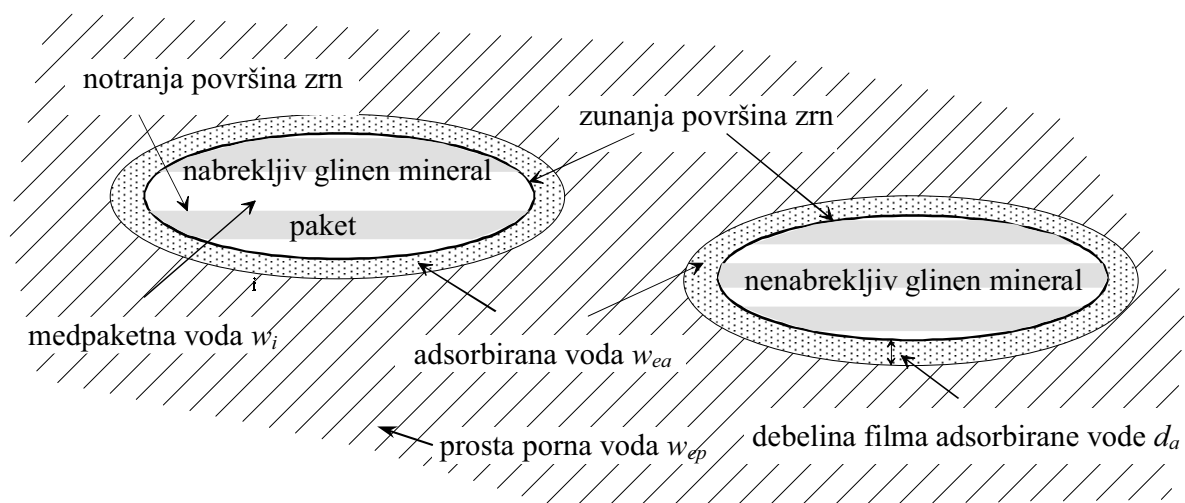 notranja površina zrn
zunanja površina zrn
nabrekljiv glinen mineral
paket
nenabrekljiv glinen mineral
medpaketna voda wi
adsorbirana voda wea
debelina filma adsorbirane vode da
prosta porna voda wep